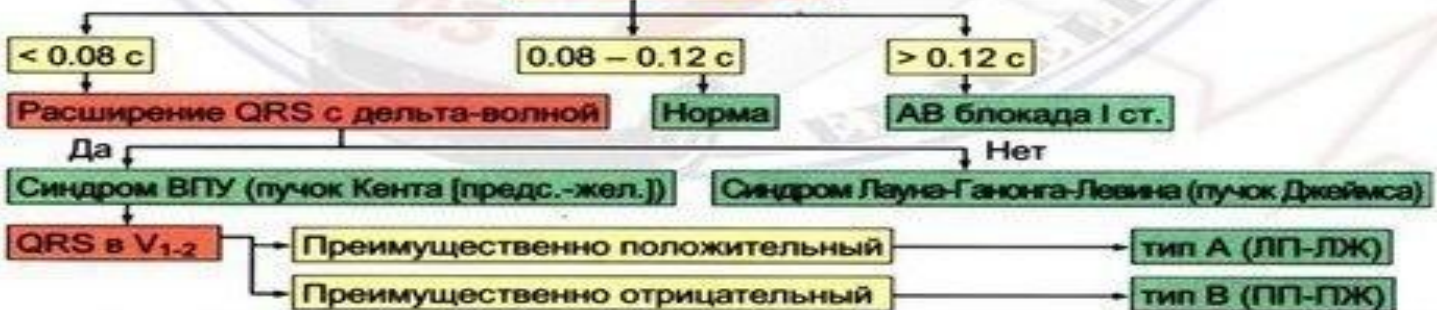 < 0.08 с
0.08 – 0.12 с
> 0.12 с
Расширение QRS с дельта-волной
Норма
АВ блокада I ст.
Да
Нет
Синдром ВПУ (пучок Кента [предс.-жел.])
Синдром Лауна-Ганонга-Левина (пучок Джеймса)
QRS в V1-2
Преимущественно положительный
тип А (ЛП-ЛЖ)
Преимущественно отрицательный
тип В (ПП-ПЖ)